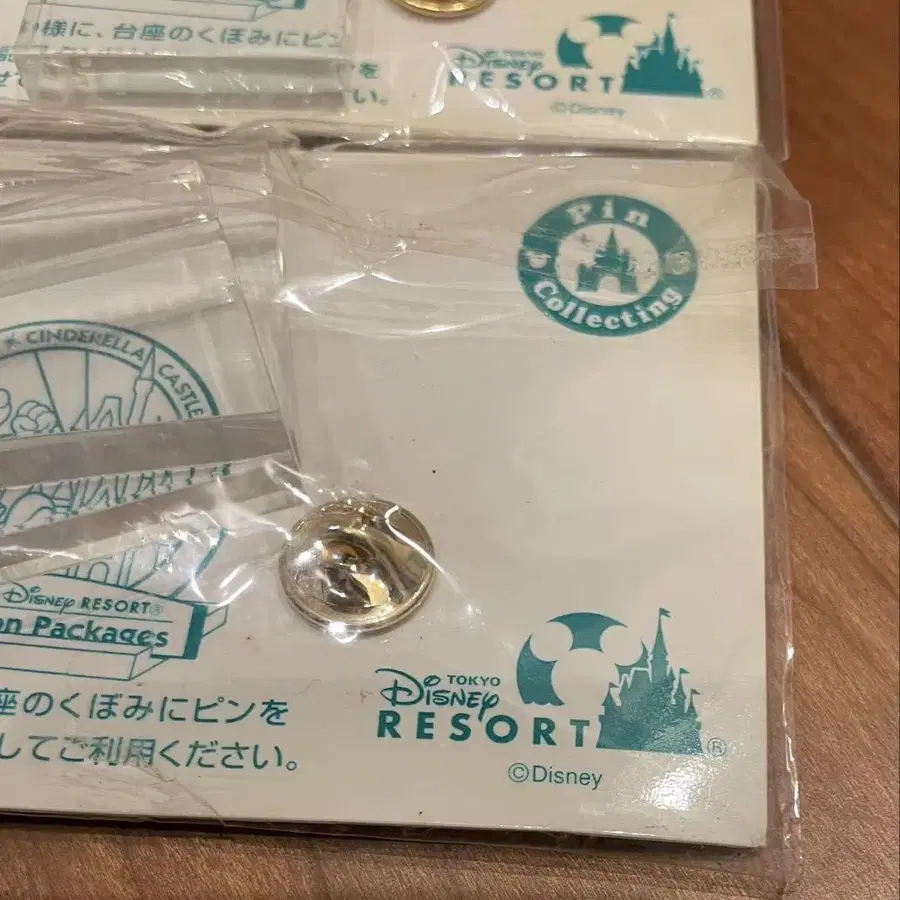 様に、台座のくぼみにピン
を
い。
TOKYO
Disney
RESORT®
©Disney
Pin
Collecting
CINDERELLA CASTLE
Disney RESORT®
on Packages
座のくぼみにピンを
してご利用ください。
TOKYO
Disney
RESORT®
©Disney